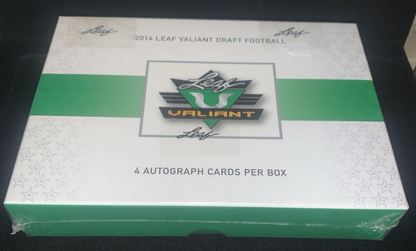 Leaf
Leaf
2014 LEAF VALIANT DRAFT FOOTBALL
Leaf
VALIANT
Leaf
4 AUTOGRAPH CARDS PER BOX